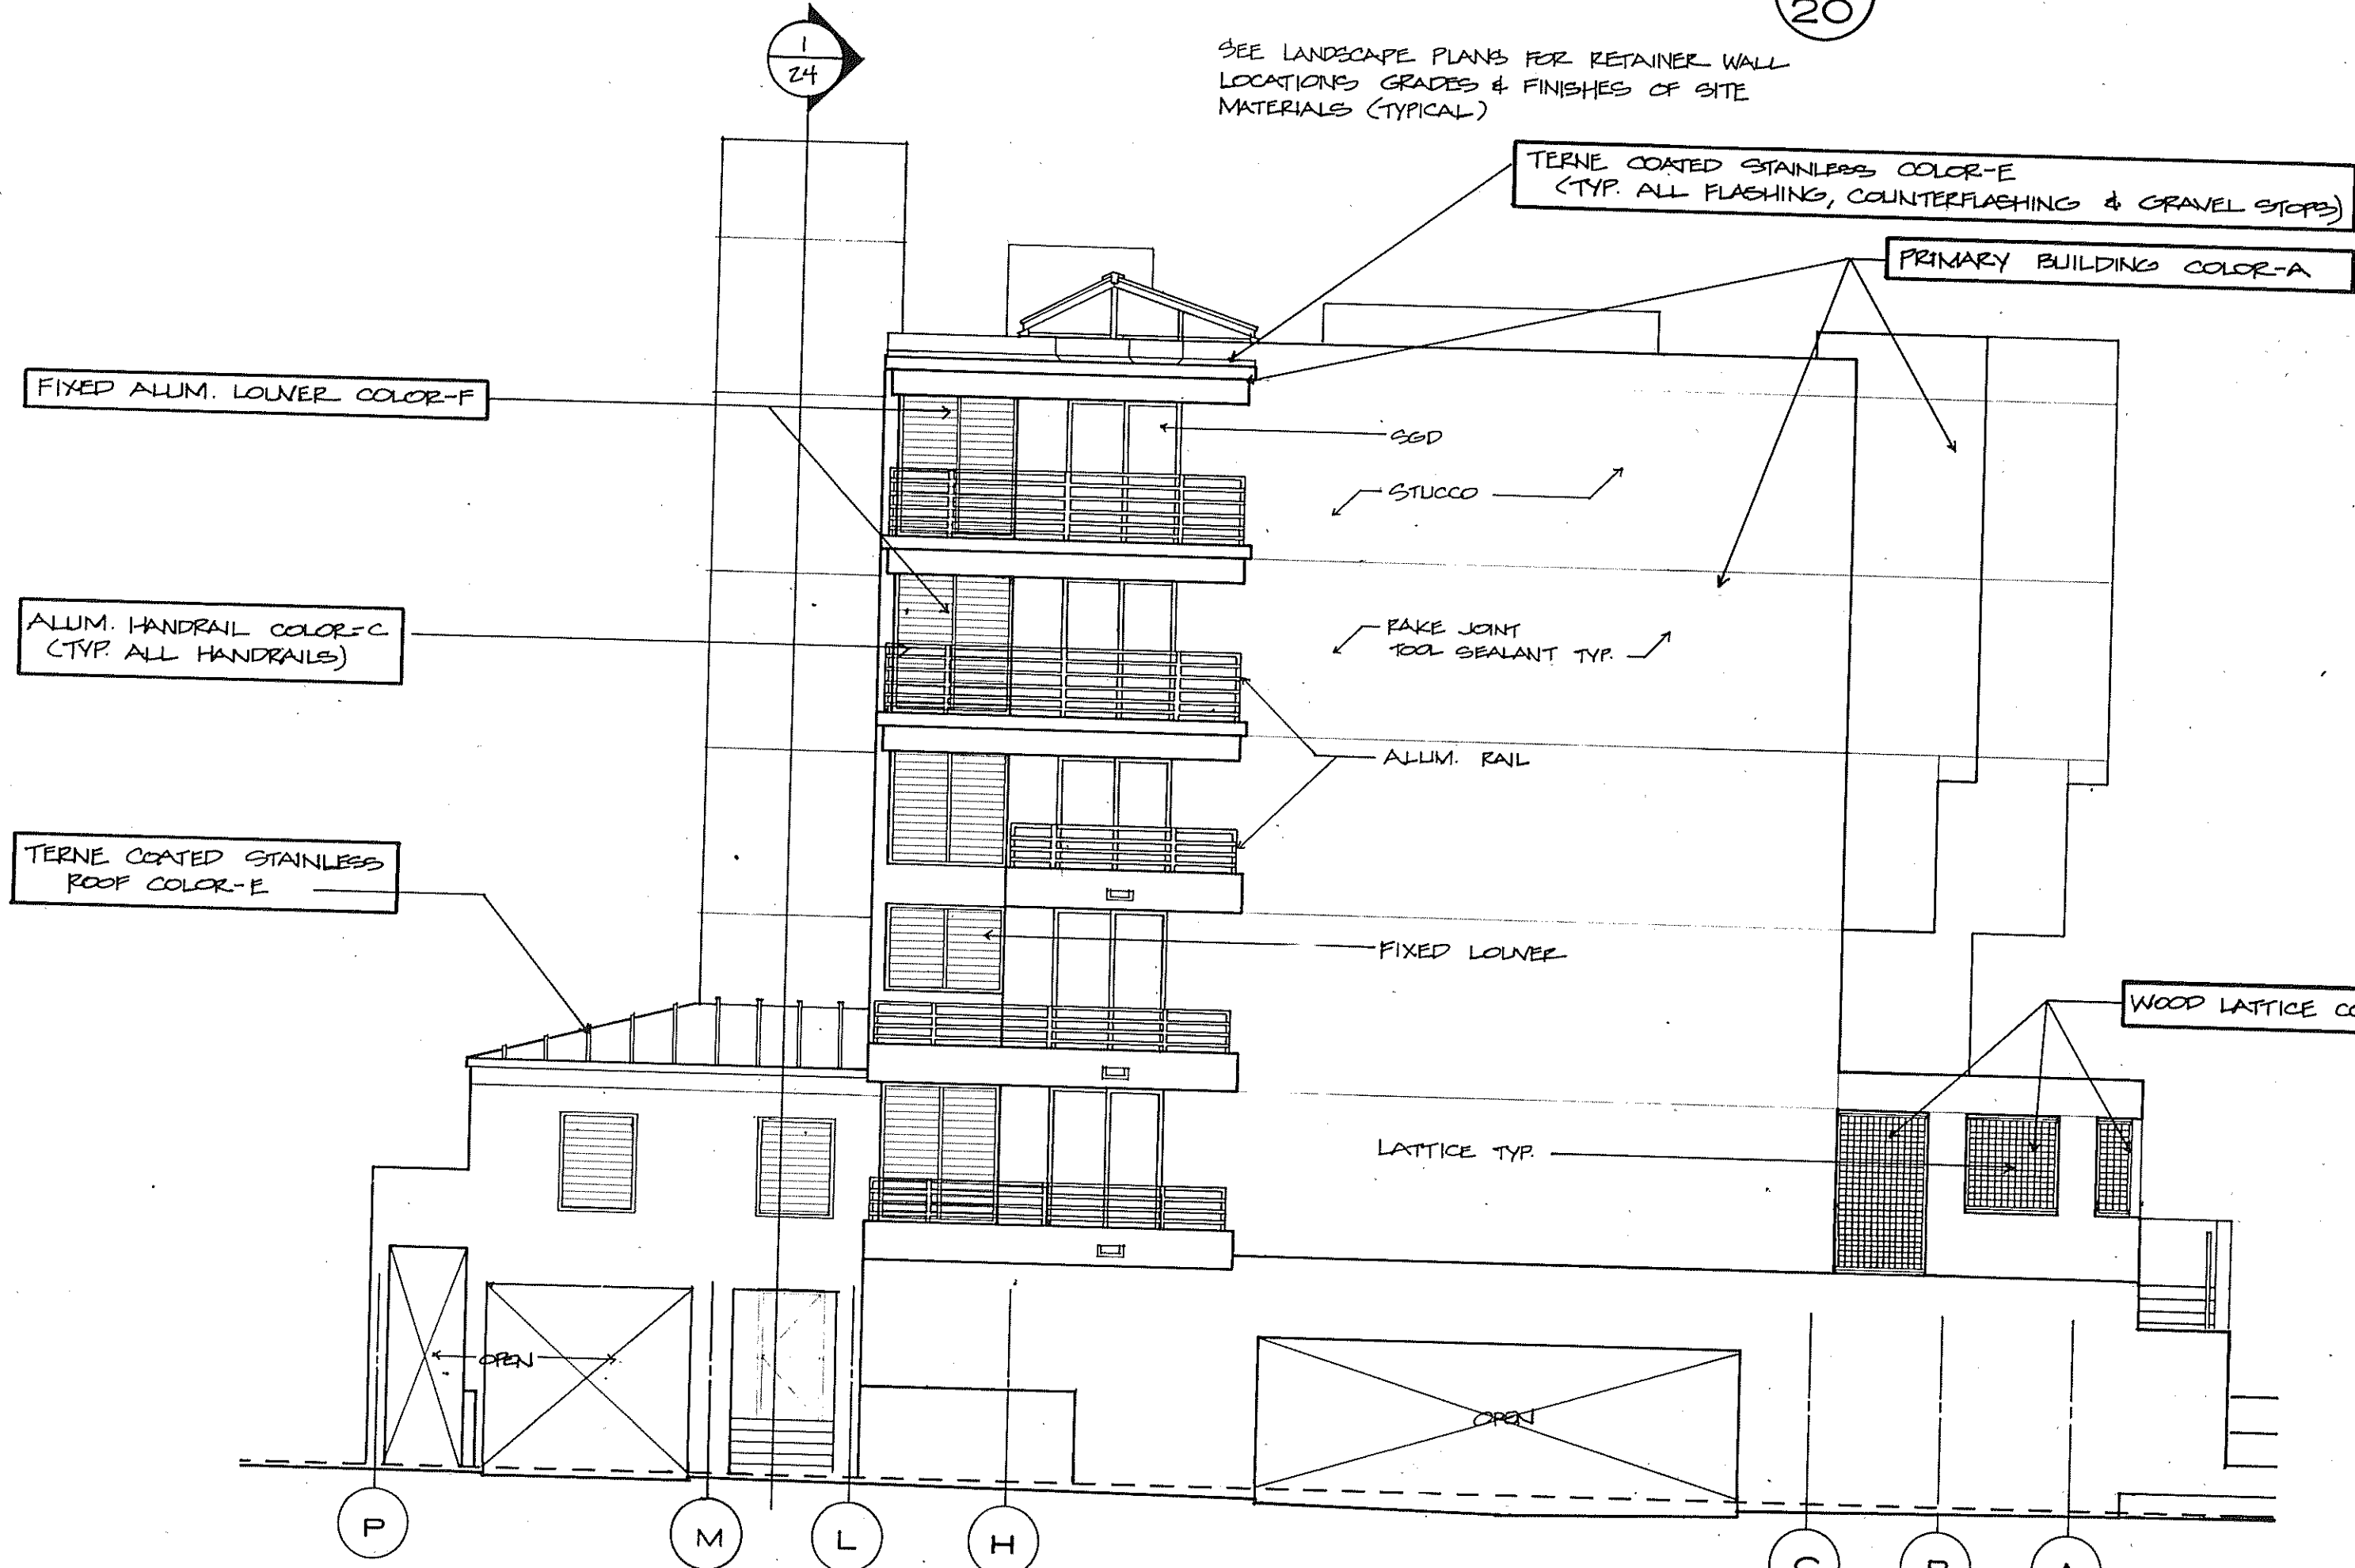 20
1
24
SEE LANDSCAPE PLANS FOR RETAINER WALL
LOCATIONS GRADES & FINISHES OF SITE
MATERIALS (TYPICAL)
TERNE COATED STAINLESS COLOR-E
(TYP. ALL FLASHING, COUNTERFLASHING & GRAVEL STOPS)
PRIMARY BUILDING COLOR-A
FIXED ALUM. LOUVER COLOR-F
SGD
STUCCO
ALUM. HANDRAIL COLOR-C
(TYP. ALL HANDRAILS)
RAKE JOINT
TOOL SEALANT TYP.
ALUM. RAIL
TERNE COATED STAINLESS
ROOF COLOR-E
FIXED LOUVER
WOOD LATTICE CO
LATTICE TYP.
OPEN
OPEN
P
M
L
H
C
B
A